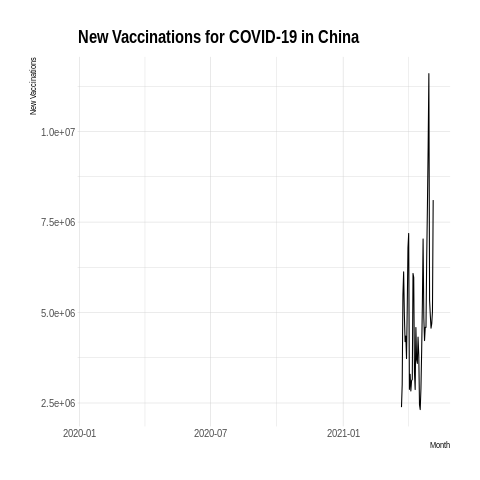 New Vaccinations for COVID-19 in China
New Vaccinations
1.0e+07
7.5e+06
5.0e+06
2.5e+06
2020-01 2020-07 2021-01
Month